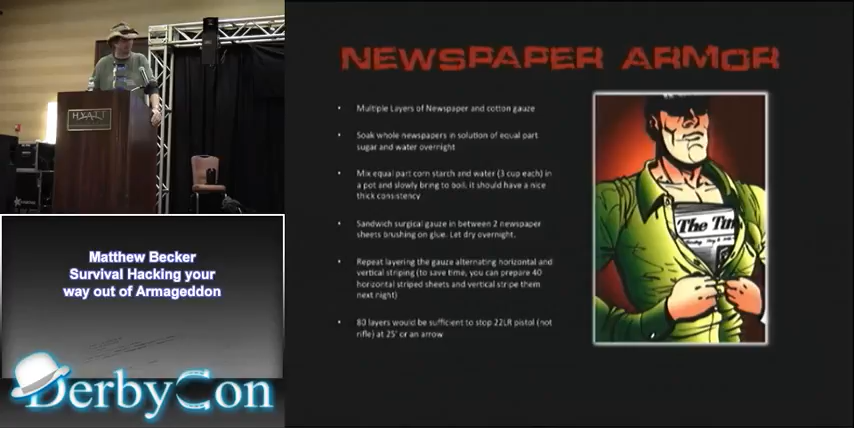 HYATT
Matthew Becker
Survival Hacking your
way out of Armageddon
DerbyCon
NEWSPAPER ARMOR
• Multiple Layers of Newspaper and cotton gauze
• Soak whole newspapers in solution of equal part
sugar and water overnight
• Mix equal part corn starch and water (3 cup each) in
a pot and slowly bring to boil, it should have a nice
thick consistency
• Sandwich surgical gauze in between 2 newspaper
sheets brushing on glue. Let dry overnight.
• Repeat layering the gauze alternating horizontal and
vertical striping (to save time, you can prepare 40
horizontal striped sheets and vertical stripe them
next night)
• 80 layers would be sufficient to stop 22LR pistol (not
rifle) at 25' or an arrow
The Tim